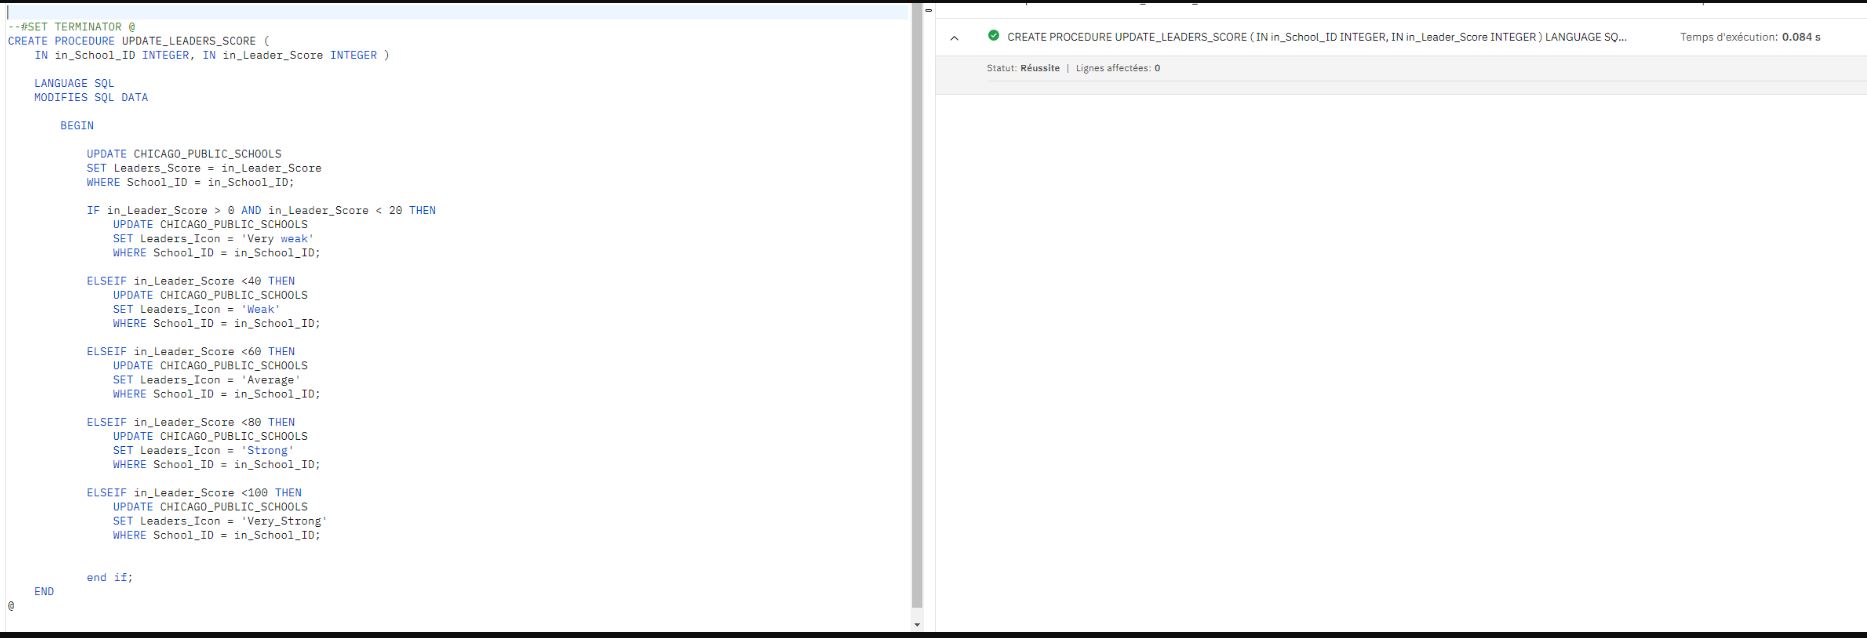 --#SET TERMINATOR @
CREATE PROCEDURE UPDATE_LEADERS_SCORE (
    IN in_School_ID INTEGER, IN in_Leader_Score INTEGER )

    LANGUAGE SQL
    MODIFIES SQL DATA

        BEGIN

            UPDATE CHICAGO_PUBLIC_SCHOOLS
            SET Leaders_Score = in_Leader_Score
            WHERE School_ID = in_School_ID;

            IF in_Leader_Score > 0 AND in_Leader_Score < 20 THEN
                UPDATE CHICAGO_PUBLIC_SCHOOLS
                SET Leaders_Icon = 'Very weak'
                WHERE School_ID = in_School_ID;

            ELSEIF in_Leader_Score <40 THEN
                UPDATE CHICAGO_PUBLIC_SCHOOLS
                SET Leaders_Icon = 'Weak'
                WHERE School_ID = in_School_ID;

            ELSEIF in_Leader_Score <60 THEN
                UPDATE CHICAGO_PUBLIC_SCHOOLS
                SET Leaders_Icon = 'Average'
                WHERE School_ID = in_School_ID;

            ELSEIF in_Leader_Score <80 THEN
                UPDATE CHICAGO_PUBLIC_SCHOOLS
                SET Leaders_Icon = 'Strong'
                WHERE School_ID = in_School_ID;

            ELSEIF in_Leader_Score <100 THEN
                UPDATE CHICAGO_PUBLIC_SCHOOLS
                SET Leaders_Icon = 'Very_Strong'
                WHERE School_ID = in_School_ID;

            end if;
    END
@
CREATE PROCEDURE UPDATE_LEADERS_SCORE ( IN in_School_ID INTEGER, IN in_Leader_Score INTEGER ) LANGUAGE SQ... Temps d'exécution: 0.084 s
Statut: Réussite | Lignes affectées: 0